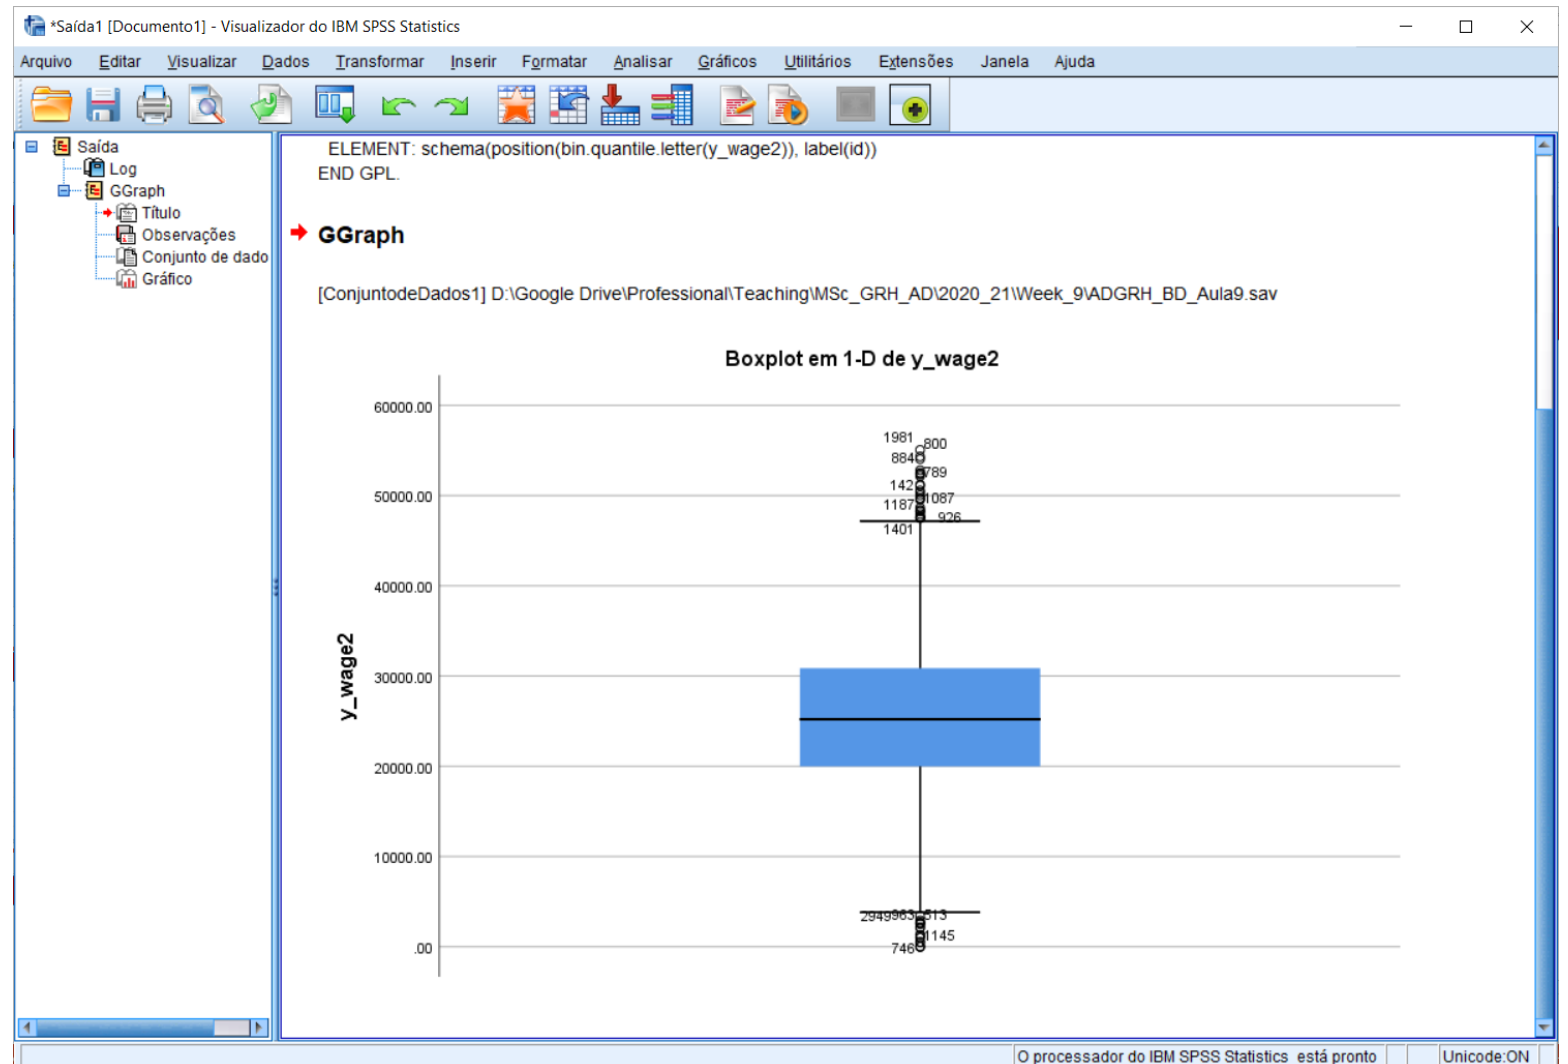 *Saída1 [Documento1] - Visualizador do IBM SPSS Statistics
Arquivo Editar Visualizar Dados Transformar Inserir Formatar Analisar Gráficos Utilitários Extensões Janela Ajuda
Saída
Log
GGraph
Título
Observações
Conjunto de dado
Gráfico
ELEMENT: schema(position(bin.quantile.letter(y_wage2)), label(id))
END GPL.
GGraph
[ConjuntodeDados1] D:\Google Drive\Professional\Teaching\MSc_GRH_AD\2020_21\Week_9\ADGRH_BD_Aula9.sav
Boxplot em 1-D de y_wage2
y_wage2
60000.00
50000.00
40000.00
30000.00
20000.00
10000.00
.00
1981 800
884 789
142 1087
1187 926
1401
2949 963 513
1145
746
O processador do IBM SPSS Statistics está pronto Unicode:ON